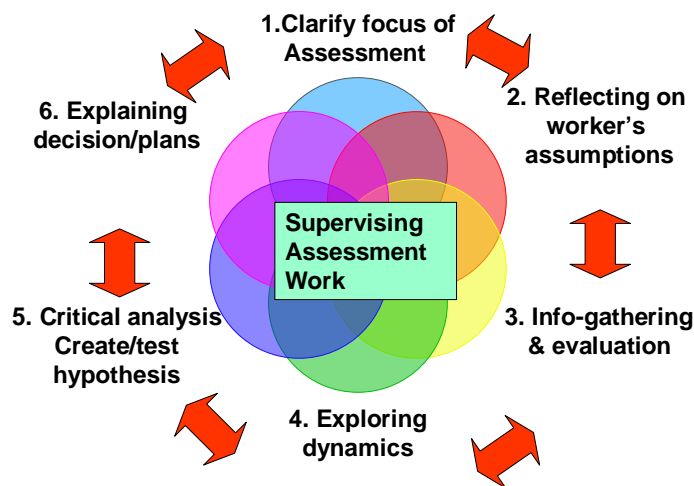 1.Clarify focus of
Assessment
2. Reflecting on
worker's
assumptions
3. Info-gathering
& evaluation
4. Exploring
dynamics
5. Critical analysis
Create/test
hypothesis
6. Explaining
decision/plans
Supervising
Assessment
Work